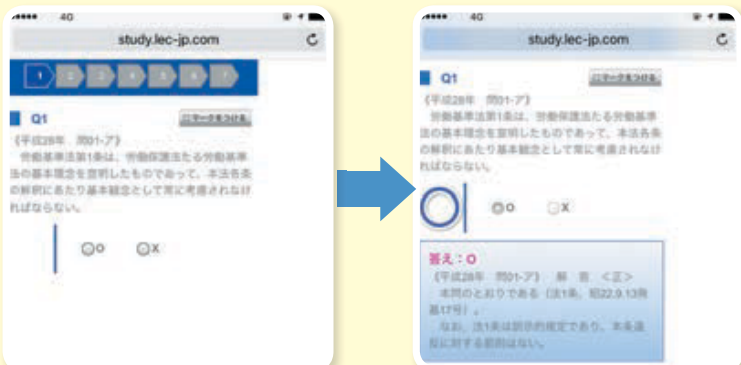 4G
study.lec-jp.com
1 2 3 4 5 6 7
Q1
マークをつける
《平成28年 問01-ア》
労働基準法第1条は、労働保護法たる労働基準
法の基本理念を宣明したものであって、本法各条
の解釈にあたり基本観念として常に考慮されなけ
ればならない。
O X
4G
study.lec-jp.com
Q1
マークをつける
《平成28年 問01-ア》
労働基準法第1条は、労働保護法たる労働基準
法の基本理念を宣明したものであって、本法各条
の解釈にあたり基本観念として常に考慮されなけ
ればならない。
O X
答え:O
《平成28年 問01-ア》 解 答 <正>
本問のとおりである（法1条、昭22.9.13発
基17号）。
なお、法1条は訓示的規定であり、本条違
反に対する罰則はない。